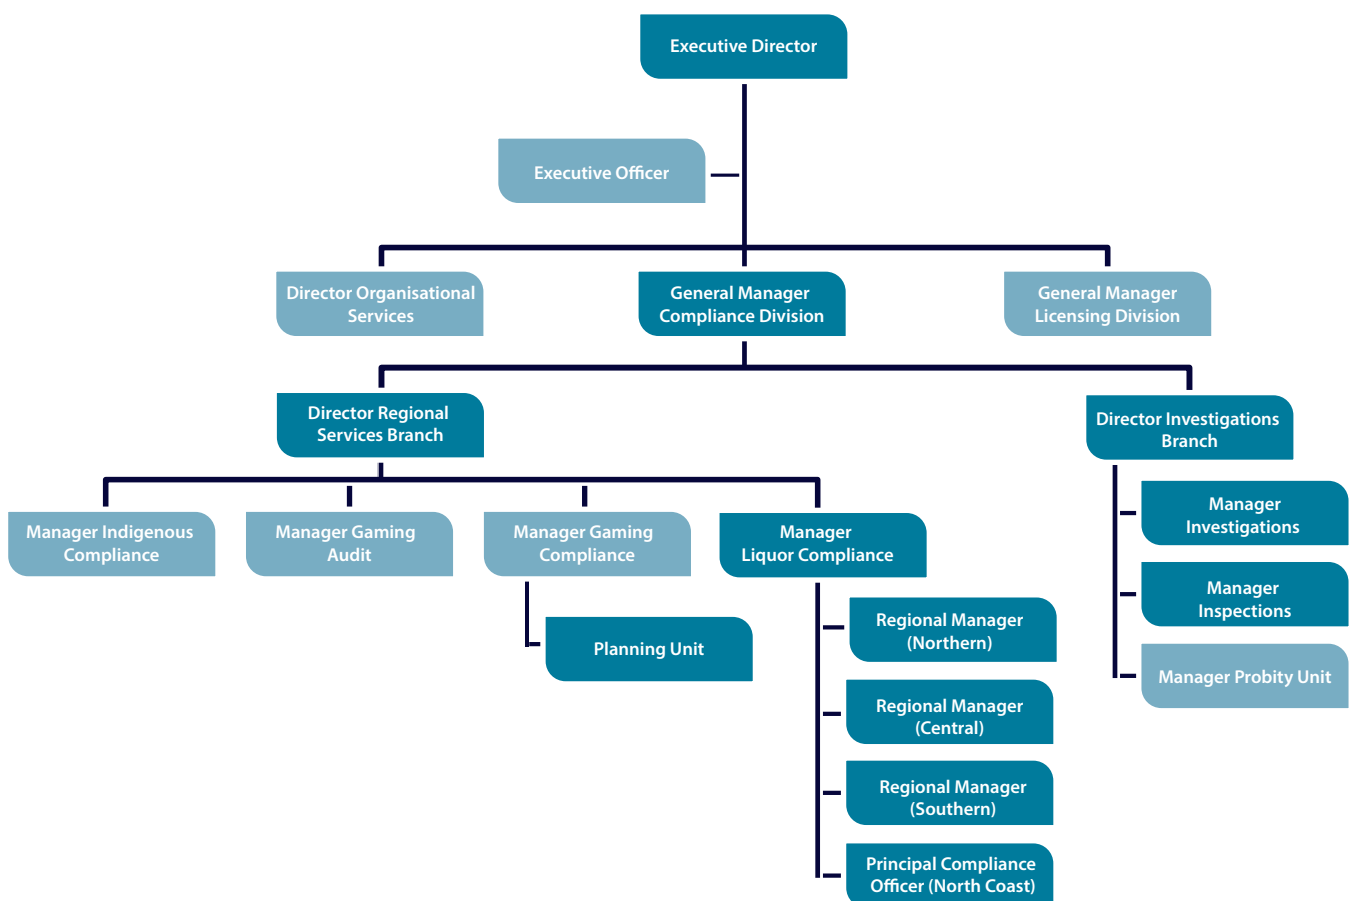 Executive Director
Executive Officer
Director Organisational
Services
General Manager
Compliance Division
General Manager
Licensing Division
Director Regional
Services Branch
Director Investigations
Branch
Manager Indigenous
Compliance
Manager Gaming
Audit
Manager Gaming
Compliance
Manager
Liquor Compliance
Planning Unit
Regional Manager
(Northern)
Regional Manager
(Central)
Regional Manager
(Southern)
Principal Compliance
Officer (North Coast)
Manager
Investigations
Manager
Inspections
Manager Probity Unit